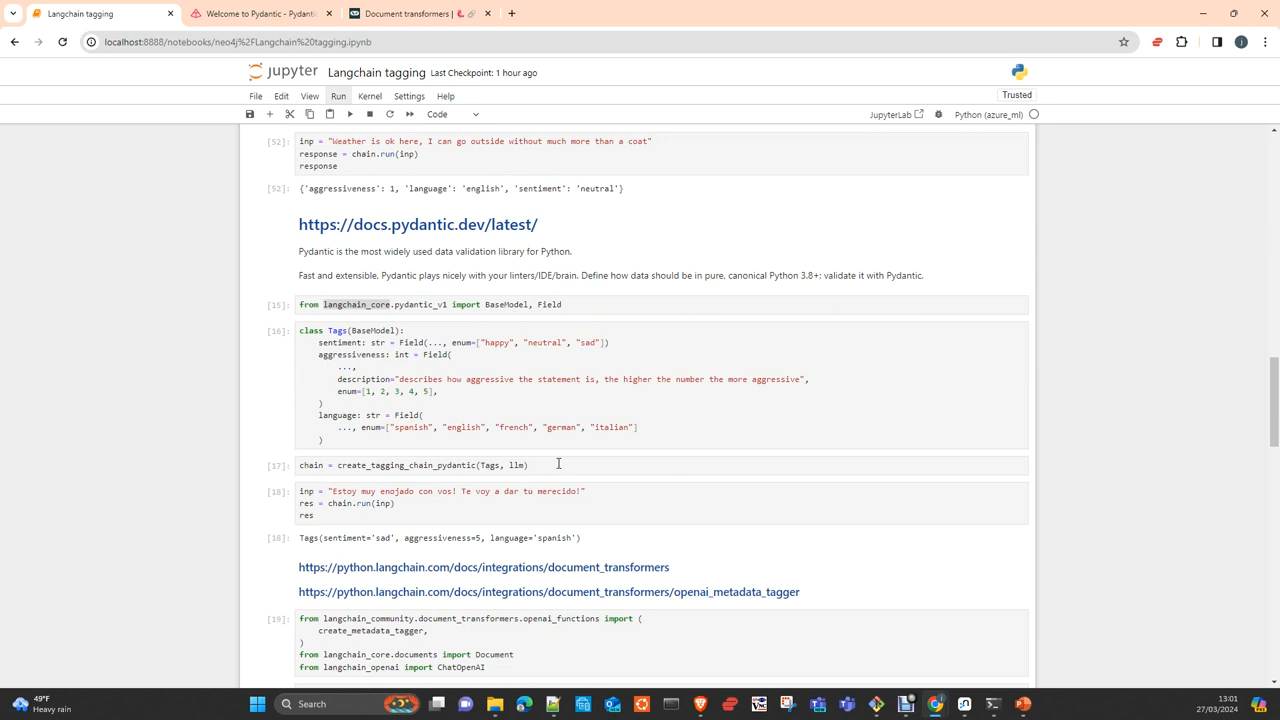 Langchain tagging
Welcome to Pydantic - Pydantic
Document transformers |
localhost:8888/notebooks/neo4j%2FLangchain%20tagging.ipynb
jupyter Langchain tagging Last Checkpoint: 1 hour ago
File Edit View Run Kernel Settings Help
Trusted
Code
JupyterLab
Python (azure_ml)
[52]: inp = "Weather is ok here, I can go outside without much more than a coat"
response = chain.run(inp)
response
[52]: {'aggressiveness': 1, 'language': 'english', 'sentiment': 'neutral'}
https://docs.pydantic.dev/latest/
Pydantic is the most widely used data validation library for Python.
Fast and extensible, Pydantic plays nicely with your linters/IDE/brain. Define how data should be in pure, canonical Python 3.8+; validate it with Pydantic.
[15]: from langchain_core.pydantic_v1 import BaseModel, Field
[16]: class Tags(BaseModel):
sentiment: str = Field(..., enum=["happy", "neutral", "sad"])
aggressiveness: int = Field(
...,
description="describes how aggressive the statement is, the higher the number the more aggressive",
enum=[1, 2, 3, 4, 5],
)
language: str = Field(
..., enum=["spanish", "english", "french", "german", "italian"]
)
[17]: chain = create_tagging_chain_pydantic(Tags, llm)
[18]: inp = "Estoy muy enojado con vos! Te voy a dar tu merecido!"
res = chain.run(inp)
res
[18]: Tags(sentiment='sad', aggressiveness=5, language='spanish')
https://python.langchain.com/docs/integrations/document_transformers
https://python.langchain.com/docs/integrations/document_transformers/openai_metadata_tagger
[19]: from langchain_community.document_transformers.openai_functions import (
create_metadata_tagger,
)
from langchain_core.documents import Document
from langchain_openai import ChatOpenAI
49°F
Heavy rain
Search
13:01
27/03/2024